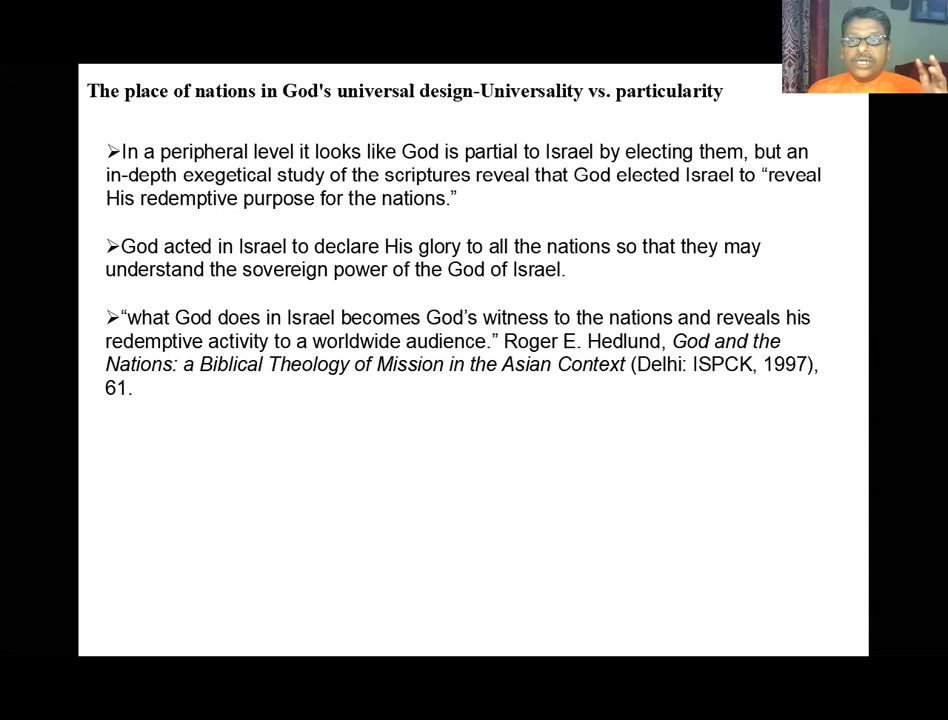 The place of nations in God's universal design-Universality vs. particularity
➢In a peripheral level it looks like God is partial to Israel by electing them, but an
in-depth exegetical study of the scriptures reveal that God elected Israel to “reveal
His redemptive purpose for the nations.”
➢God acted in Israel to declare His glory to all the nations so that they may
understand the sovereign power of the God of Israel.
➢“what God does in Israel becomes God’s witness to the nations and reveals his
redemptive activity to a worldwide audience.” Roger E. Hedlund, God and the
Nations: a Biblical Theology of Mission in the Asian Context (Delhi: ISPCK, 1997),
61.